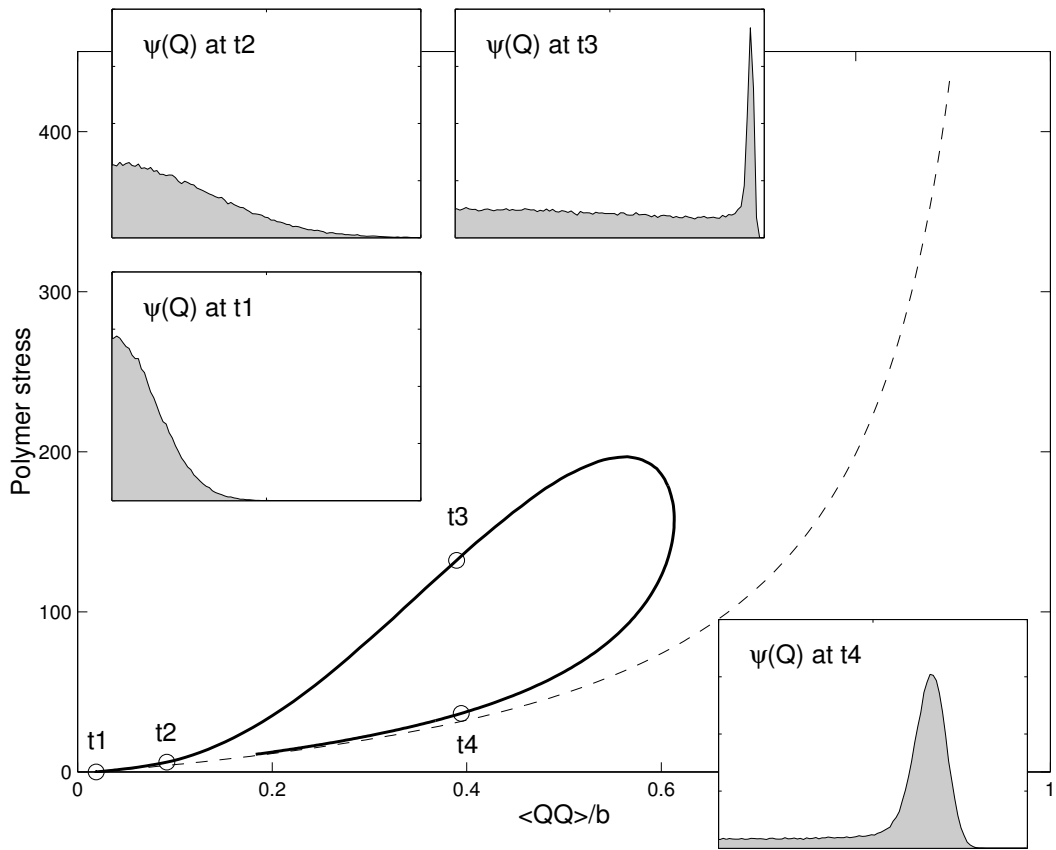 ψ(Q) at t2
ψ(Q) at t3
400
300
ψ(Q) at t1
Polymer stress
200
t3
100
t1
t2
t4
ψ(Q) at t4
0
0
0.2
0.4
0.6
1
<QQ>/b